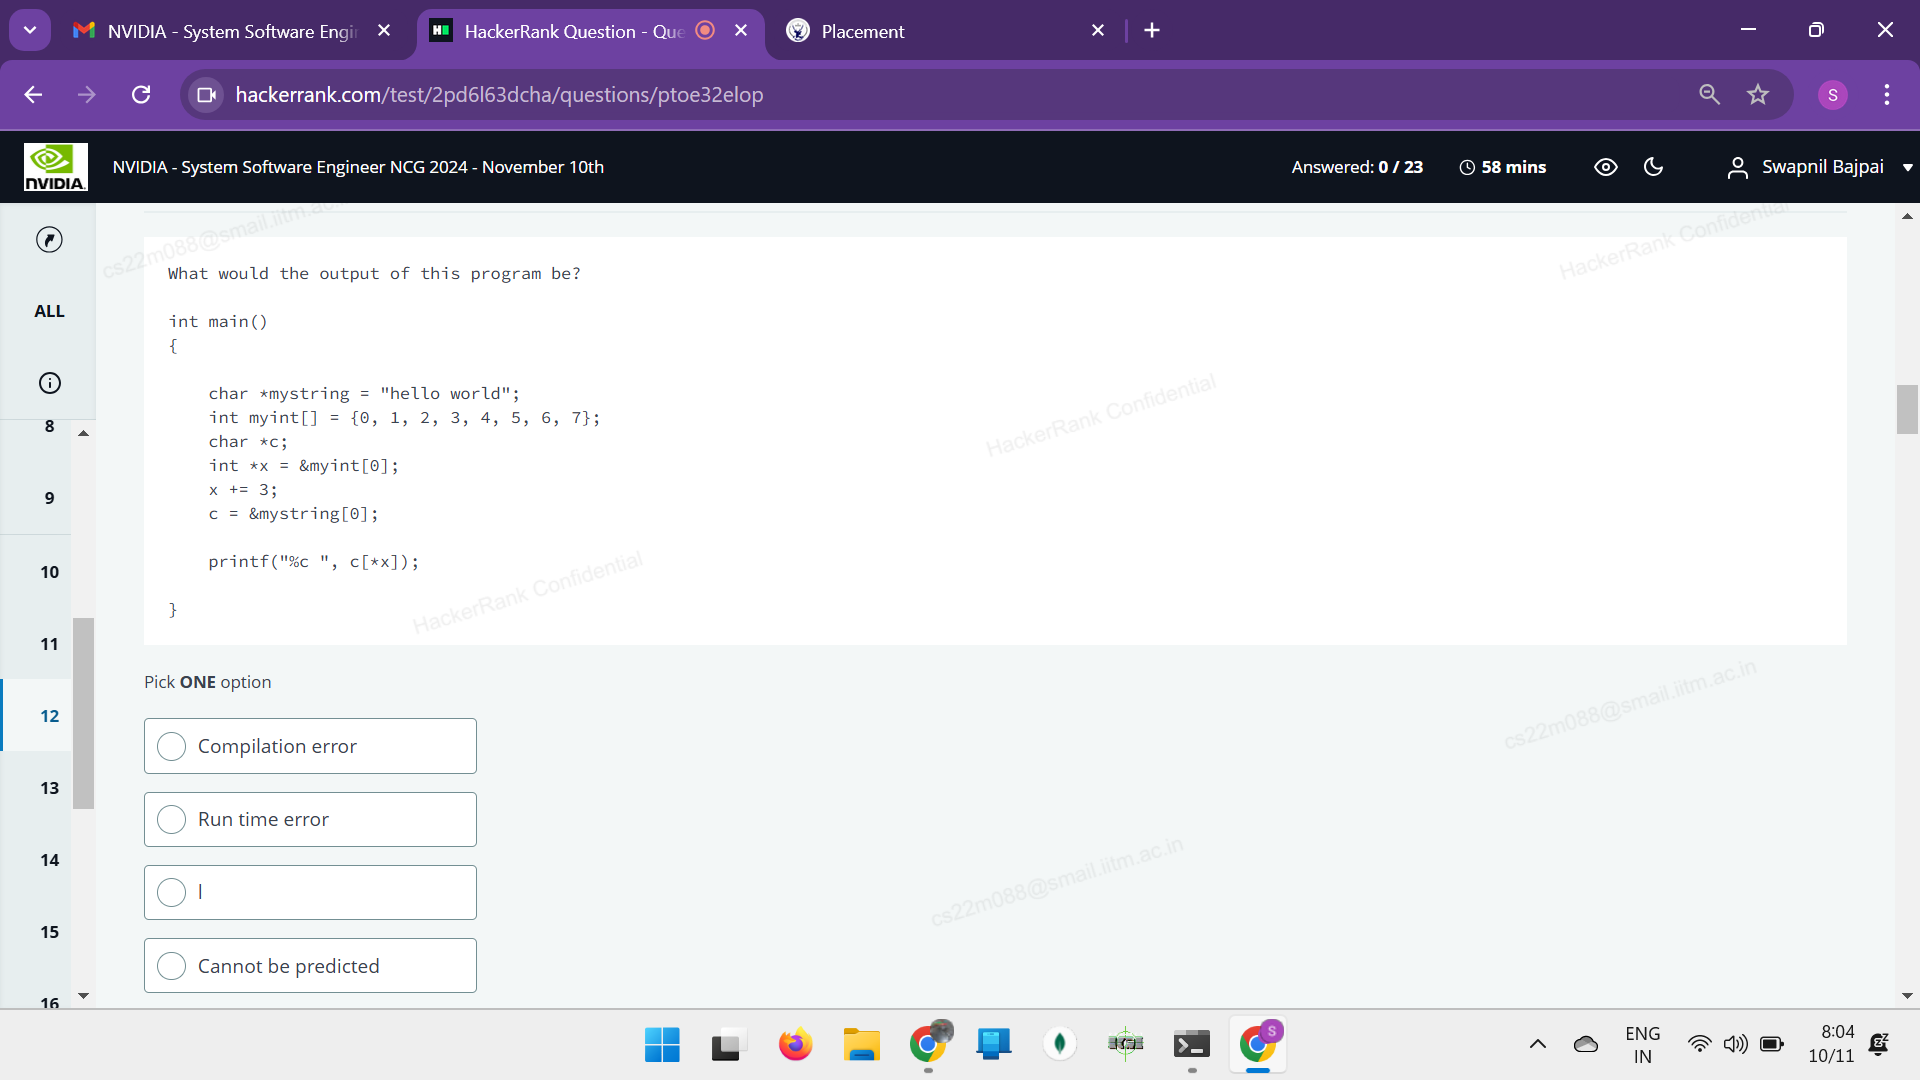 NVIDIA - System Software Engi
HackerRank Question - Que
Placement
hackerrank.com/test/2pd6l63dcha/questions/ptoe32elop
S
NVIDIA
NVIDIA - System Software Engineer NCG 2024 - November 10th
Answered: 0 / 23
58 mins
Swapnil Bajpai
ALL
8
9
10
11
12
13
14
15
16
cs22m088@smail.iitm.ac.
HackerRank Confidential
What would the output of this program be?
int main()
{
char *mystring = "hello world";
int myint[] = {0, 1, 2, 3, 4, 5, 6, 7};
char *c;
int *x = &myint[0];
x += 3;
c = &mystring[0];
printf("%c ", c[*x]);
}
HackerRank Confidential
HackerRank Confidential
Pick ONE option
Compilation error
Run time error
l
Cannot be predicted
cs22m088@smail.iitm.ac.in
cs22m088@smail.iitm.ac.in
S
ENG
IN
8:04
10/11